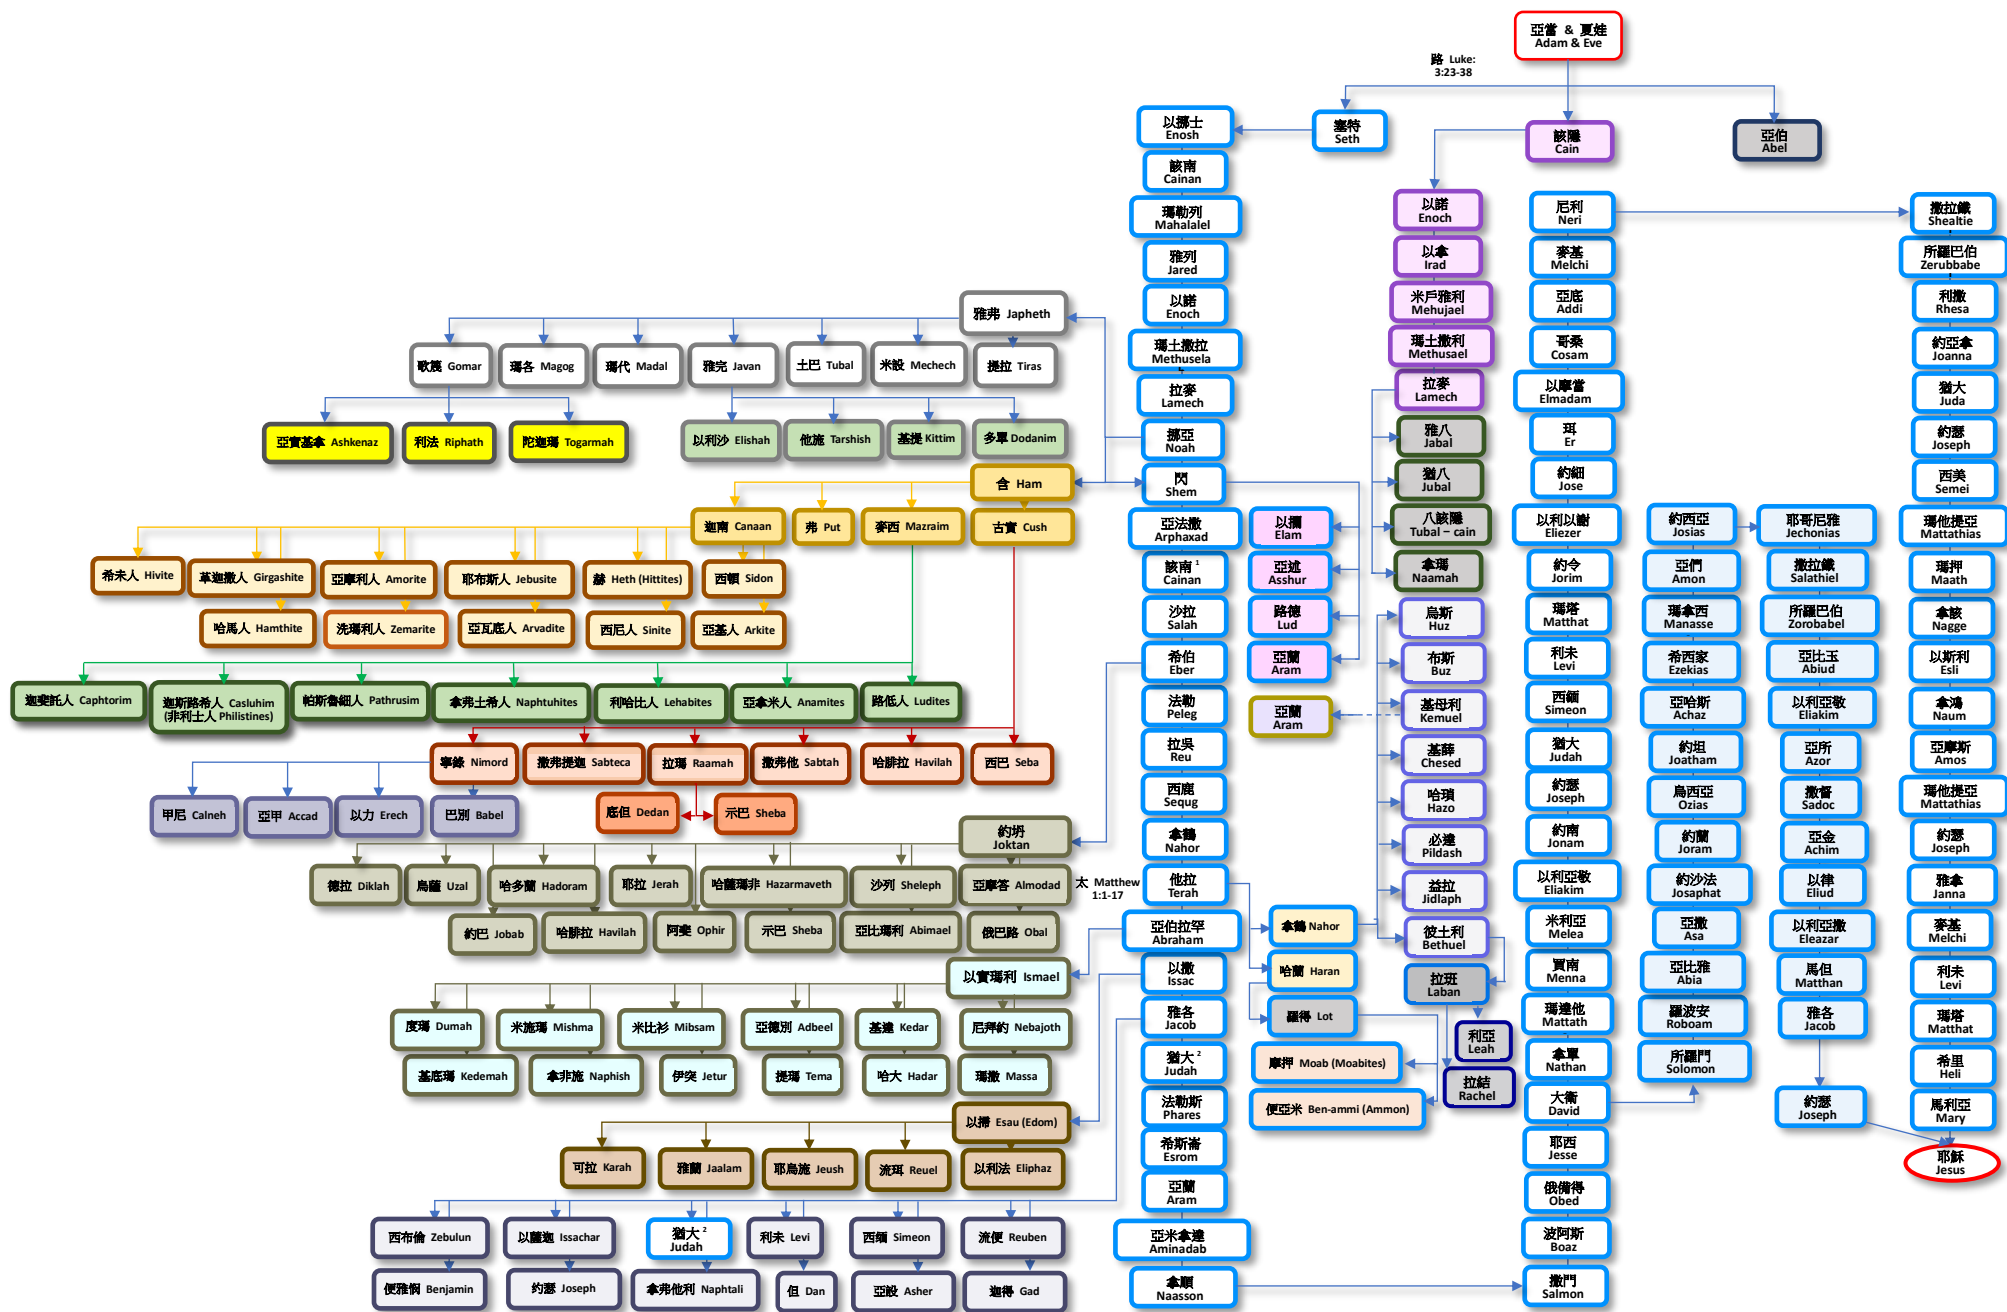 亞當 & 夏娃
Adam & Eve
路 Luke:
3:23-38
以挪士
Enosh
塞特
Seth
該隱
Cain
亞伯
Abel
該南
Cainan
瑪勒列
Mahalalel
雅列
Jared
以諾
Enoch
瑪土撒拉
Methusela
拉麥
Lamech
挪亞
Noah
閃
Shem
亞法撒
Arphaxad
該南 1
Cainan
沙拉
Salah
希伯
Eber
法勒
Peleg
拉吳
Reu
西鹿
Sequg
拿鶴
Nahor
他拉
Terah
太 Matthew
1:1-17
亞伯拉罕
Abraham
以撒
Issac
雅各
Jacob
猶大 2
Judah
法勒斯
Phares
希斯崙
Esrom
亞蘭
Aram
亞米拿達
Aminadab
拿順
Naasson
以諾
Enoch
以拿
Irad
米戶雅利
Mehujael
瑪土撒利
Methusael
拉麥
Lamech
雅八
Jabal
猶八
Jubal
八該隱
Tubal – cain
拿瑪
Naamah
烏斯
Huz
布斯
Buz
基母利
Kemuel
基薛
Chesed
哈瑣
Hazo
必達
Pildash
益拉
Jidlaph
彼土利
Bethuel
拉班
Laban
利亞
Leah
拉結
Rachel
以攔
Elam
亞述
Asshur
路德
Lud
亞蘭
Aram
亞蘭
Aram
拿鶴 Nahor
哈蘭 Haran
羅得 Lot
摩押 Moab (Moabites)
便亞米 Ben-ammi (Ammon)
尼利
Neri
麥基
Melchi
亞底
Addi
哥桑
Cosam
以摩當
Elmadam
珥
Er
約細
Jose
以利以謝
Eliezer
約令
Jorim
瑪塔
Matthat
利未
Levi
西緬
Simeon
猶大
Judah
約瑟
Joseph
約南
Jonam
以利亞敬
Eliakim
米利亞
Melea
買南
Menna
瑪達他
Mattath
拿單
Nathan
大衛
David
耶西
Jesse
俄備得
Obed
波阿斯
Boaz
撒門
Salmon
約西亞
Josias
亞們
Amon
瑪拿西
Manasse
希西家
Ezekias
亞哈斯
Achaz
約坦
Joatham
烏西亞
Ozias
約蘭
Joram
約沙法
Josaphat
亞撒
Asa
亞比雅
Abia
羅波安
Roboam
所羅門
Solomon
耶哥尼雅
Jechonias
撒拉鐵
Salathiel
所羅巴伯
Zorobabel
亞比玉
Abiud
以利亞敬
Eliakim
亞所
Azor
撒督
Sadoc
亞金
Achim
以律
Eliud
以利亞撒
Eleazar
馬但
Matthan
雅各
Jacob
約瑟
Joseph
撒拉鐵
Shealtie
所羅巴伯
Zerubbabe
利撒
Rhesa
約亞拿
Joanna
猶大
Juda
約瑟
Joseph
西美
Semei
瑪他提亞
Mattathias
瑪押
Maath
拿該
Nagge
以斯利
Esli
拿鴻
Naum
亞摩斯
Amos
瑪他提亞
Mattathias
約瑟
Joseph
雅拿
Janna
麥基
Melchi
利未
Levi
瑪塔
Matthat
希里
Heli
馬利亞
Mary
耶穌
Jesus
雅弗 Japheth
歌篾 Gomar
瑪各 Magog
瑪代 Madal
雅完 Javan
土巴 Tubal
米設 Mechech
提拉 Tiras
亞實基拿 Ashkenaz
利法 Riphath
陀迦瑪 Togarmah
以利沙 Elishah
他施 Tarshish
基提 Kittim
多單 Dodanim
含 Ham
迦南 Canaan
弗 Put
麥西 Mazraim
古實 Cush
希未人 Hivite
革迦撒人 Girgashite
亞摩利人 Amorite
耶布斯人 Jebusite
赫 Heth (Hittites)
西頓 Sidon
哈馬人 Hamthite
洗瑪利人 Zemarite
亞瓦底人 Arvadite
西尼人 Sinite
亞基人 Arkite
迦斐託人 Caphtorim
迦斯路希人 Casluhim
(非利士人 Philistines)
帕斯魯細人 Pathrusim
拿弗土希人 Naphtuhites
利哈比人 Lehabites
亞拿米人 Anamites
路低人 Ludites
寧錄 Nimord
撒弗提迦 Sabteca
拉瑪 Raamah
撒弗他 Sabtah
哈腓拉 Havilah
西巴 Seba
甲尼 Calneh
亞甲 Accad
以力 Erech
巴別 Babel
底但 Dedan
示巴 Sheba
約坍
Joktan
德拉 Diklah
烏薩 Uzal
哈多蘭 Hadoram
耶拉 Jerah
哈薩瑪非 Hazarmaveth
沙列 Sheleph
亞摩答 Almodad
約巴 Jobab
哈腓拉 Havilah
阿斐 Ophir
示巴 Sheba
亞比瑪利 Abimael
俄巴路 Obal
以實瑪利 Ismael
度瑪 Dumah
米施瑪 Mishma
米比衫 Mibsam
亞德別 Adbeel
基達 Kedar
尼拜約 Nebajoth
基底瑪 Kedemah
拿非施 Naphish
伊突 Jetur
提瑪 Tema
哈大 Hadar
瑪撒 Massa
以掃 Esau (Edom)
可拉 Karah
雅蘭 Jaalam
耶烏施 Jeush
流珥 Reuel
以利法 Eliphaz
西布倫 Zebulun
以薩迦 Issachar
猶大 2
Judah
利未 Levi
西緬 Simeon
流便 Reuben
便雅憫 Benjamin
約瑟 Joseph
拿弗他利 Naphtali
但 Dan
亞設 Asher
迦得 Gad